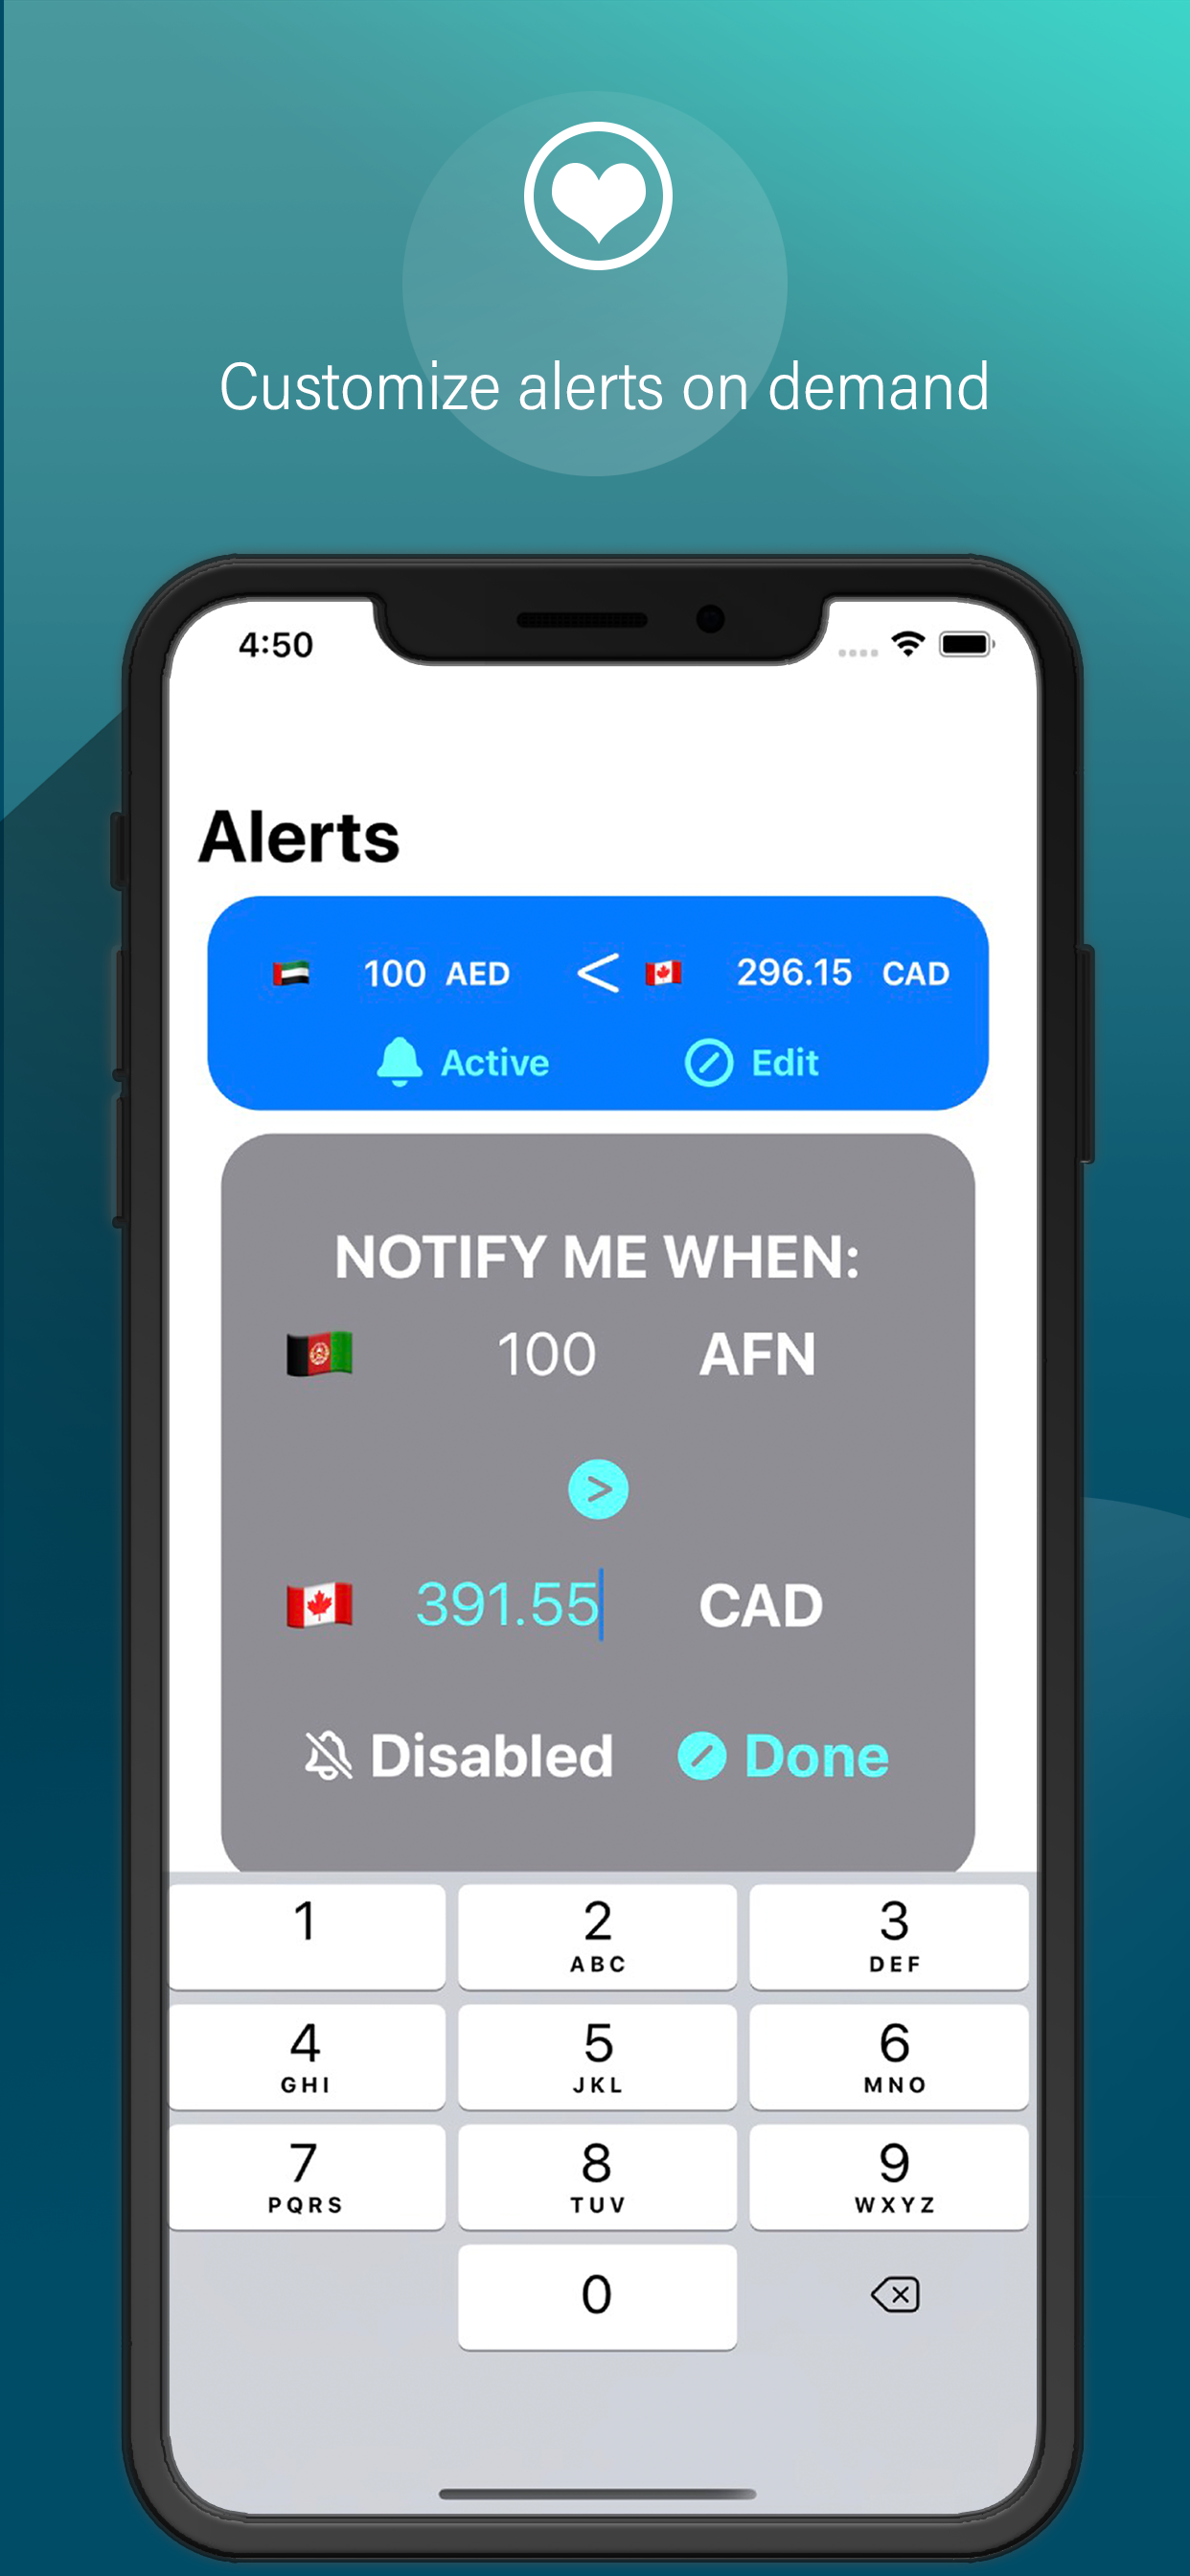 Customize alerts on demand
4:50
Alerts
100 AED < 296.15 CAD
Active Edit
NOTIFY ME WHEN:
100 AFN
>
391.55 CAD
Disabled Done
1 2 3
ABC DEF
4 5 6
GHI JKL MNO
7 8 9
PQRS TUV WXYZ
0